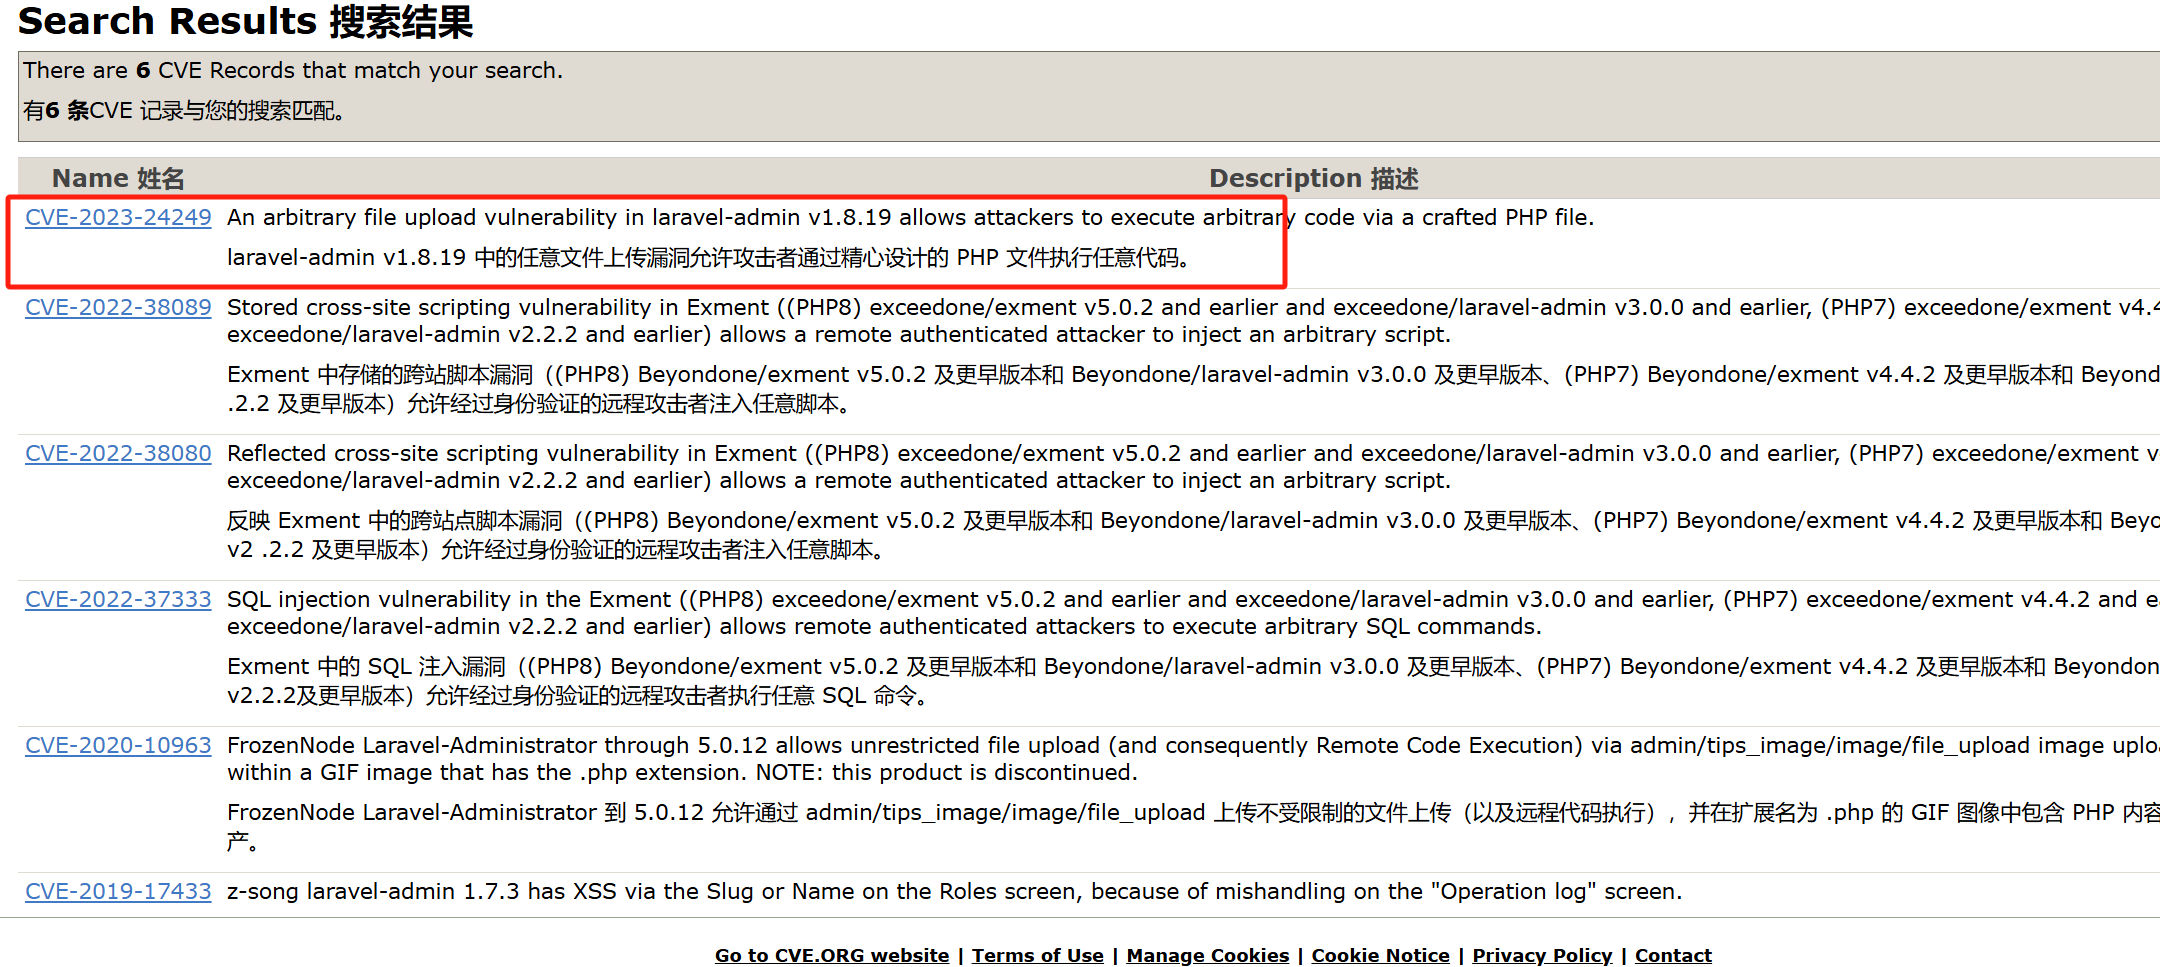 Search Results 搜索结果
There are 6 CVE Records that match your search.
有6 条CVE 记录与您的搜索匹配。
Name 姓名 Description 描述
CVE-2023-24249 An arbitrary file upload vulnerability in laravel-admin v1.8.19 allows attackers to execute arbitrary code via a crafted PHP file.
laravel-admin v1.8.19 中的任意文件上传漏洞允许攻击者通过精心设计的 PHP 文件执行任意代码。
CVE-2022-38089 Stored cross-site scripting vulnerability in Exment ((PHP8) exceedone/exment v5.0.2 and earlier and exceedone/laravel-admin v3.0.0 and earlier, (PHP7) exceedone/exment
exceedone/laravel-admin v2.2.2 and earlier) allows a remote authenticated attacker to inject an arbitrary script.
Exment 中存储的跨站脚本漏洞（(PHP8) Beyondone/exment v5.0.2 及更早版本和 Beyondone/laravel-admin v3.0.0 及更早版本、(PHP7) Beyondone/exment v4.4.2 及更早版本和
.2.2 及更早版本）允许经过身份验证的远程攻击者注入任意脚本。
CVE-2022-38080 Reflected cross-site scripting vulnerability in Exment ((PHP8) exceedone/exment v5.0.2 and earlier and exceedone/laravel-admin v3.0.0 and earlier, (PHP7) exceedone/exment
exceedone/laravel-admin v2.2.2 and earlier) allows a remote authenticated attacker to inject an arbitrary script.
反映 Exment 中的跨站点脚本漏洞（(PHP8) Beyondone/exment v5.0.2 及更早版本和 Beyondone/laravel-admin v3.0.0 及更早版本、(PHP7) Beyondone/exment v4.4.2 及更早版本和
v2 .2.2 及更早版本）允许经过身份验证的远程攻击者注入任意脚本。
CVE-2022-37333 SQL injection vulnerability in the Exment ((PHP8) exceedone/exment v5.0.2 and earlier and exceedone/laravel-admin v3.0.0 and earlier, (PHP7) exceedone/exment v4.4.2 and
exceedone/laravel-admin v2.2.2 and earlier) allows remote authenticated attackers to execute arbitrary SQL commands.
Exment 中的 SQL 注入漏洞（(PHP8) Beyondone/exment v5.0.2 及更早版本和 Beyondone/laravel-admin v3.0.0 及更早版本、(PHP7) Beyondone/exment v4.4.2 及更早版本和
v2.2.2及更早版本）允许经过身份验证的远程攻击者执行任意 SQL 命令。
CVE-2020-10963 FrozenNode Laravel-Administrator through 5.0.12 allows unrestricted file upload (and consequently Remote Code Execution) via admin/tips_image/image/file_upload image
within a GIF image that has the .php extension. NOTE: this product is discontinued.
FrozenNode Laravel-Administrator 到 5.0.12 允许通过 admin/tips_image/image/file_upload 上传不受限制的文件上传（以及远程代码执行），并在扩展名为 .php 的 GIF 图像中包含 PHP 内容
产。
CVE-2019-17433 z-song laravel-admin 1.7.3 has XSS via the Slug or Name on the Roles screen, because of mishandling on the "Operation log" screen.
Go to CVE.ORG website | Terms of Use | Manage Cookies | Cookie Notice | Privacy Policy | Contact